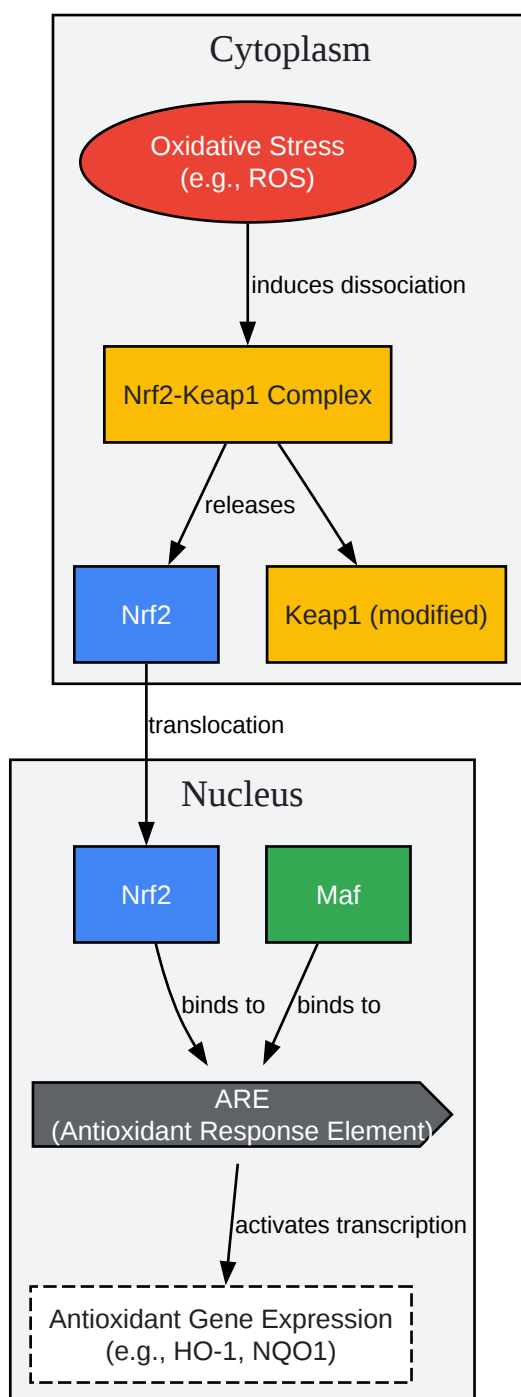 Cytoplasm
Oxidative Stress
(e.g., ROS)
induces dissociation
Nrf2-Keap1 Complex
releases
Nrf2
Keap1 (modified)
translocation
Nucleus
Nrf2
Maf
binds to
binds to
ARE
(Antioxidant Response Element)
activates transcription
Antioxidant Gene Expression
(e.g., HO-1, NQO1)